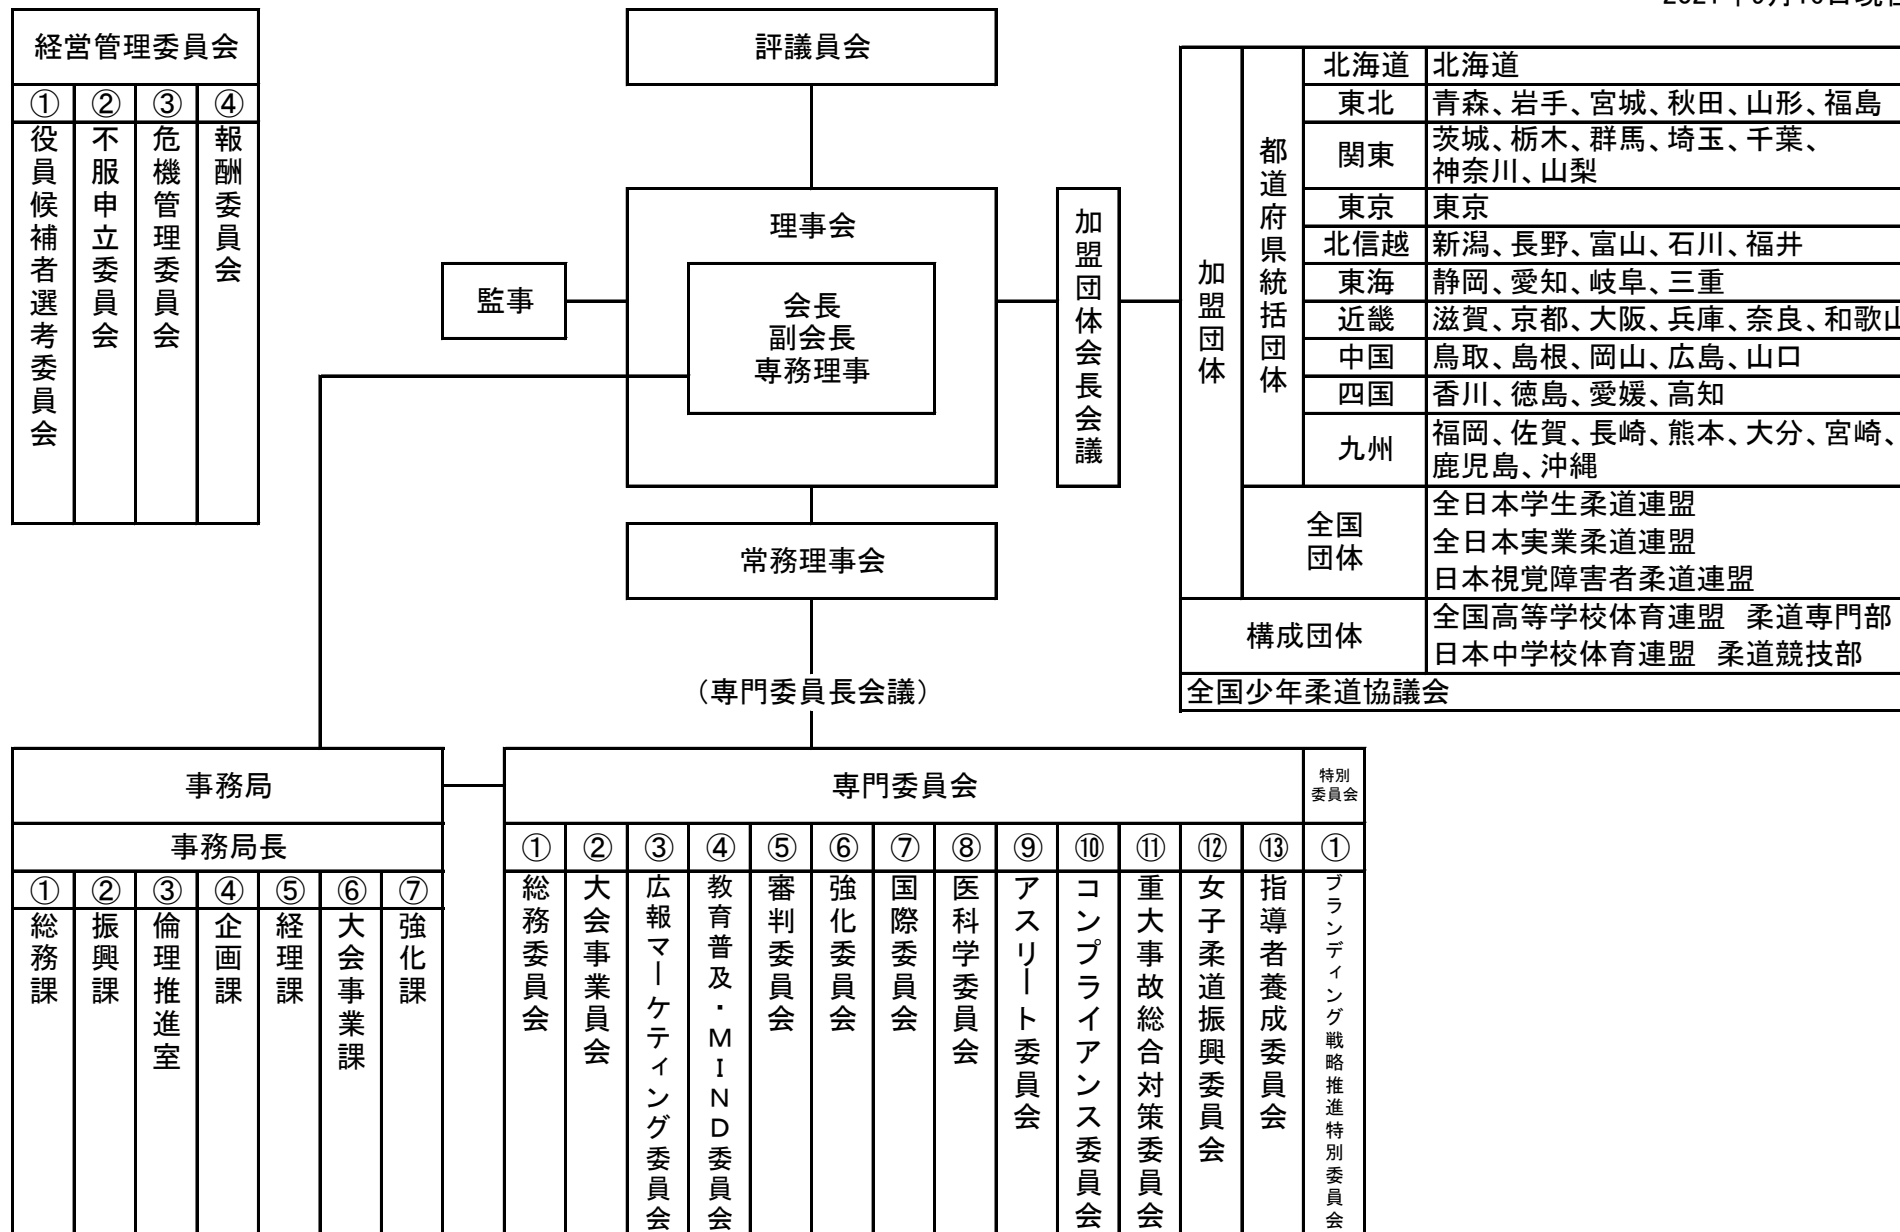 経営管理委員会
①
②
③
④
役員候補者選考委員会
不服申立委員会
危機管理委員会
報酬委員会
評議員会
理事会
会長
副会長
専務理事
監事
加盟団体会長会議
常務理事会
(専門委員長会議)
加盟団体
都道府県統括団体
北海道 北海道
東北 青森、岩手、宮城、秋田、山形、福島
関東 茨城、栃木、群馬、埼玉、千葉、
神奈川、山梨
東京 東京
北信越 新潟、長野、富山、石川、福井
東海 静岡、愛知、岐阜、三重
近畿 滋賀、京都、大阪、兵庫、奈良、和歌山
中国 鳥取、島根、岡山、広島、山口
四国 香川、徳島、愛媛、高知
九州 福岡、佐賀、長崎、熊本、大分、宮崎、
鹿児島、沖縄
全国
団体
全日本学生柔道連盟
全日本実業柔道連盟
日本視覚障害者柔道連盟
構成団体
全国高等学校体育連盟 柔道専門部
日本中学校体育連盟 柔道競技部
全国少年柔道協議会
事務局
事務局長
①
②
③
④
⑤
⑥
⑦
総務課
振興課
倫理推進室
企画課
経理課
大会事業課
強化課
専門委員会
①
②
③
④
⑤
⑥
⑦
⑧
⑨
⑩
⑪
⑫
⑬
総務委員会
大会事業員会
広報マーケティング委員会
教育普及・MIND委員会
審判委員会
強化委員会
国際委員会
医科学委員会
アスリート委員会
コンプライアンス委員会
重大事故総合対策委員会
女子柔道振興委員会
指導者養成委員会
特別
委員会
①
ブランディング戦略推進特別委員会